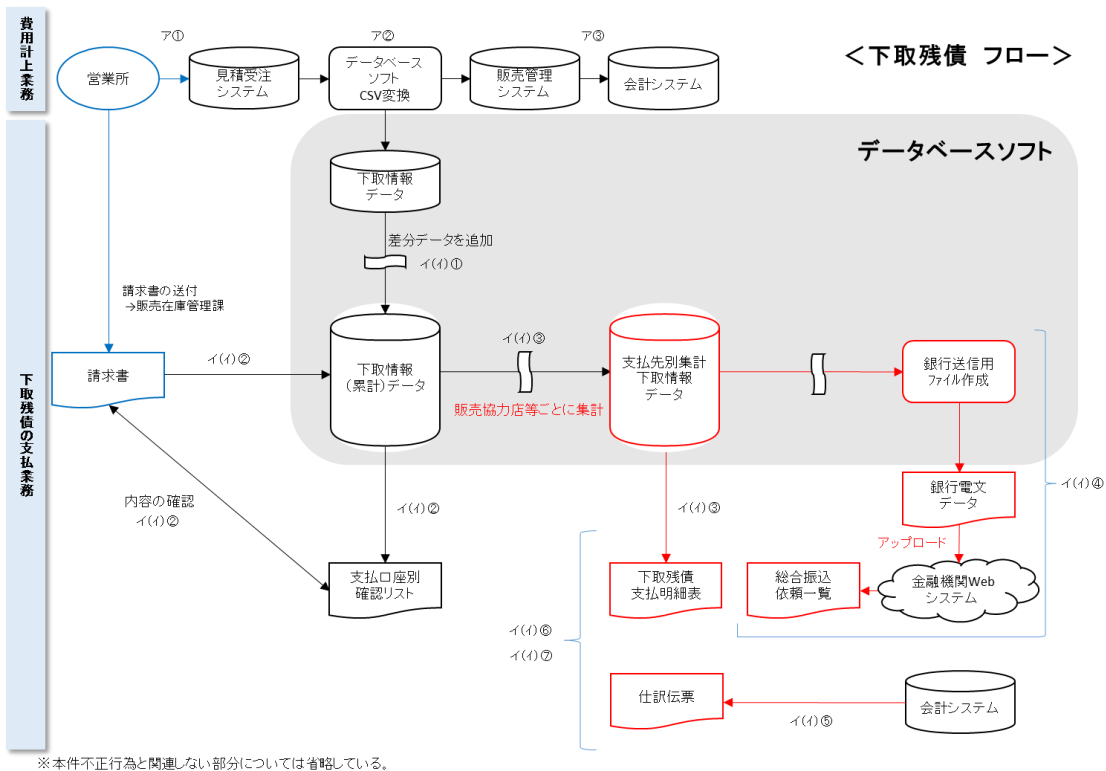 費用計上業務
ア①
ア②
ア③
<下取残債 フロー>
営業所
見積受注
システム
データベース
ソフト
CSV変換
販売管理
システム
会計システム
データベースソフト
下取情報
データ
差分データを追加
イ(イ)①
請求書の送付
→販売在庫管理課
下取残債の支払業務
請求書
イ(イ)②
下取情報
(累計)データ
イ(イ)③
販売協力店等ごとに集計
支払先別集計
下取情報
データ
銀行送信用
ファイル作成
イ(イ)④
銀行電文
データ
アップロード
内容の確認
イ(イ)②
イ(イ)②
イ(イ)③
支払口座別
確認リスト
下取残債
支払明細表
総合振込
依頼一覧
金融機関Web
システム
イ(イ)⑥
イ(イ)⑦
仕訳伝票
イ(イ)⑤
会計システム
※本件不正行為と関連しない部分については省略している。